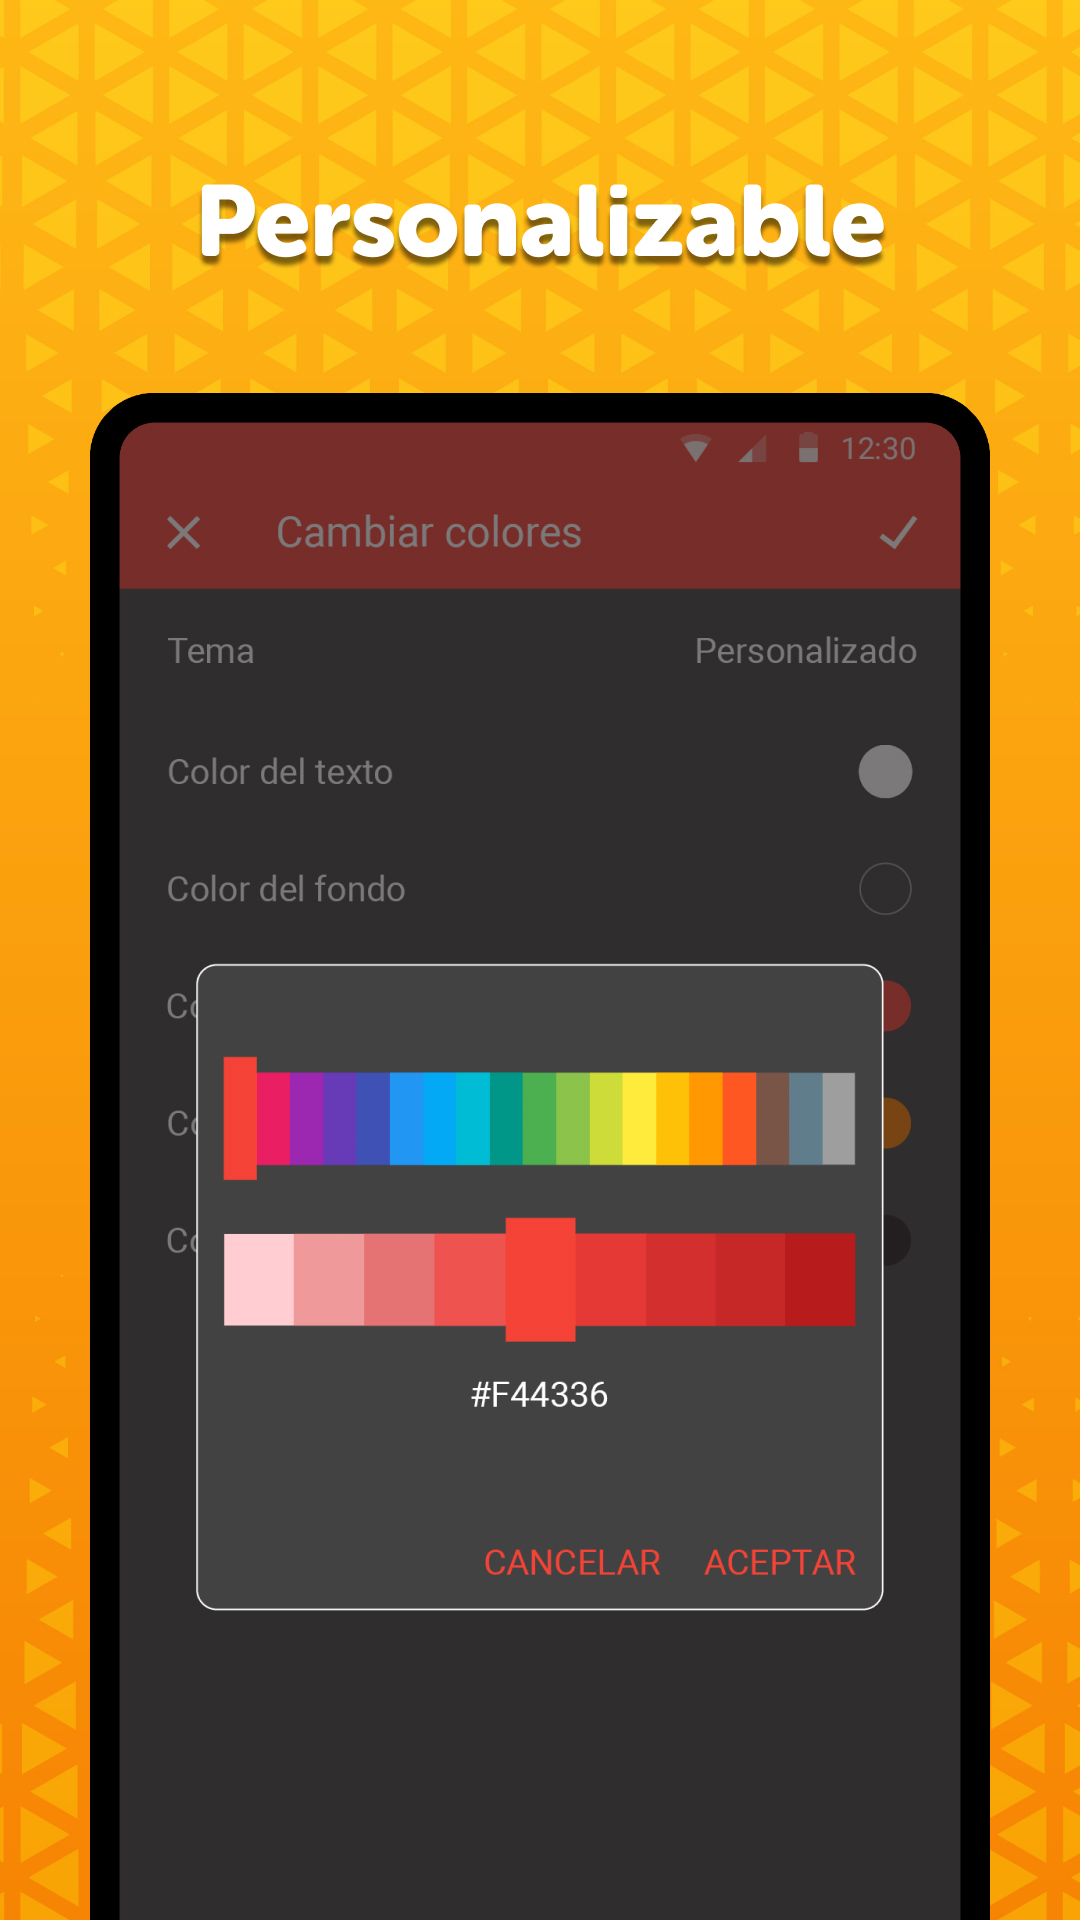 Personalizable
12:30
Cambiar colores
Tema Personalizado
Color del texto
Color del fondo
Co
Co
Co
#F44336
CANCELAR ACEPTAR